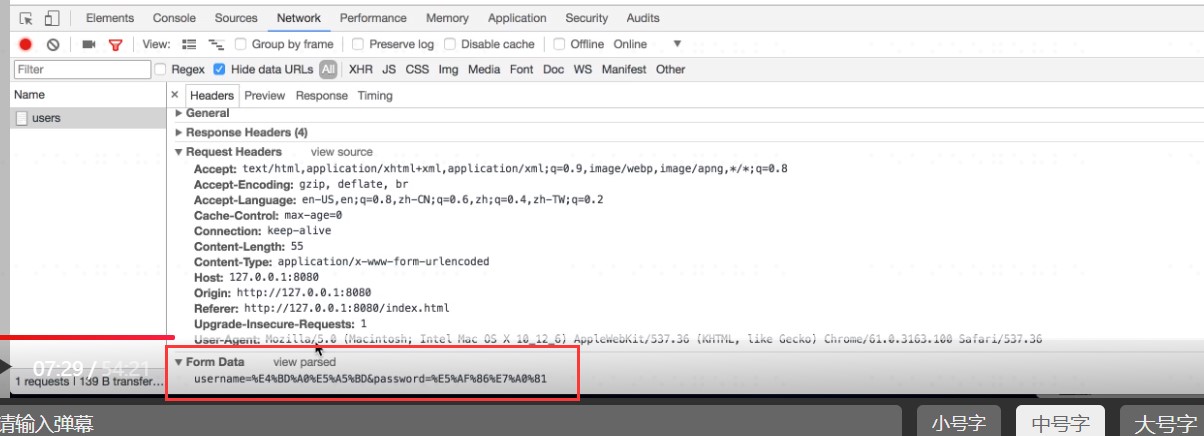 Elements Console Sources Network Performance Memory Application Security Audits
View: Group by frame Preserve log Disable cache Offline Online
Filter Regex Hide data URLs All XHR JS CSS Img Media Font Doc WS Manifest Other
Name × Headers Preview Response Timing
users
General
Response Headers (4)
Request Headers view source
Accept: text/html,application/xhtml+xml,application/xml;q=0.9,image/webp,image/apng,*/*;q=0.8
Accept-Encoding: gzip, deflate, br
Accept-Language: en-US,en;q=0.8,zh-CN;q=0.6,zh;q=0.4,zh-TW;q=0.2
Cache-Control: max-age=0
Connection: keep-alive
Content-Length: 55
Content-Type: application/x-www-form-urlencoded
Host: 127.0.0.1:8080
Origin: http://127.0.0.1:8080
Referer: http://127.0.0.1:8080/index.html
Upgrade-Insecure-Requests: 1
User-Agent: Mozilla/5.0 (Macintosh; Intel Mac OS X 10_12_6) AppleWebKit/537.36 (KHTML, like Gecko) Chrome/61.0.3163.100 Safari/537.36
Form Data view parsed
07:29 / 54:21
username=%E4%BD%A0%E5%A5%BD&password=%E5%AF%86%E7%A0%81
1 requests | 139 B transfer...
请输入弹幕 小号字 中号字 大号字